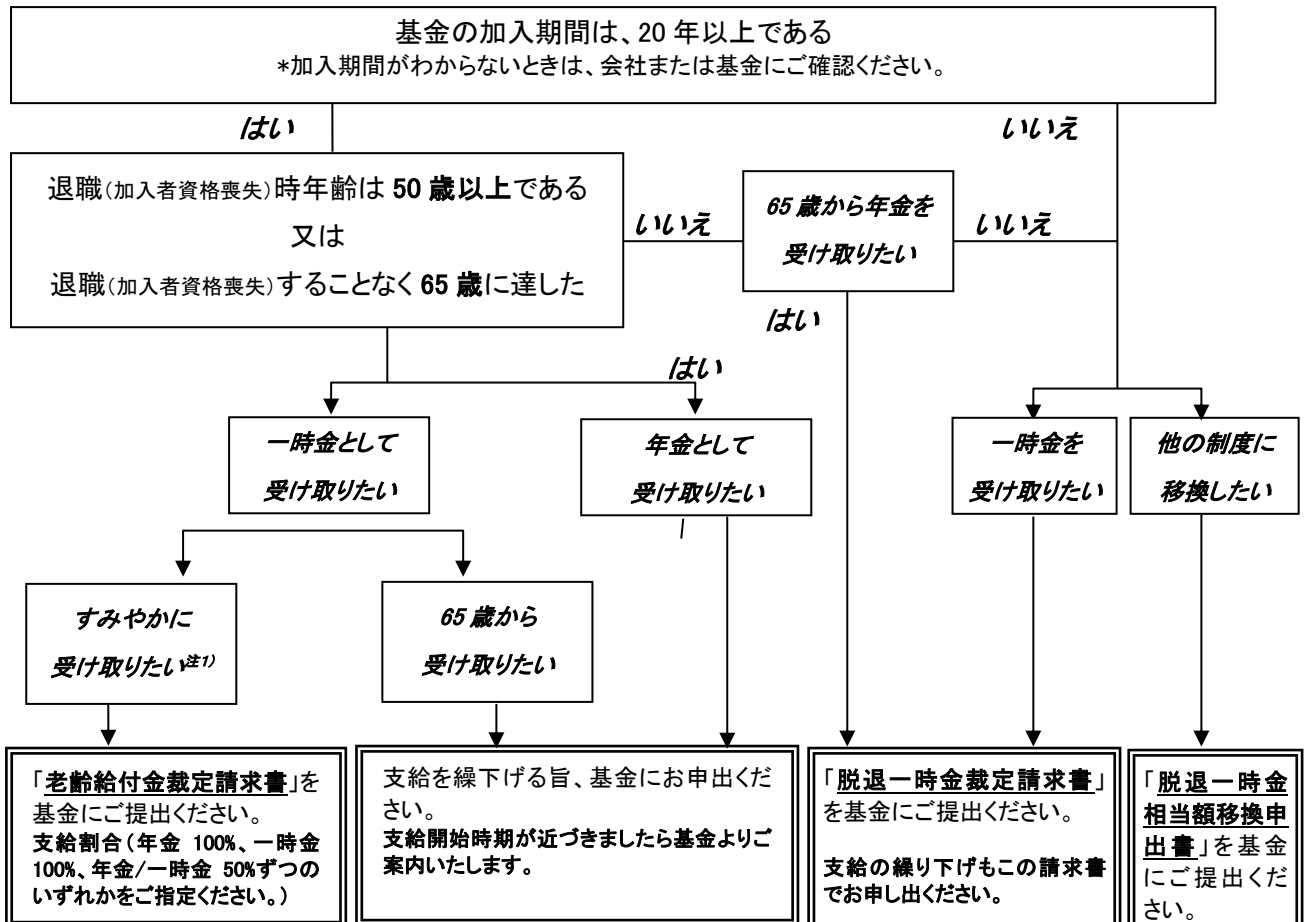 基金の加入期間は、20 年以上である
*加入期間がわからないときは、会社または基金にご確認ください。
はい
いいえ
退職(加入者資格喪失)時年齢は 50 歳以上である
又は
退職(加入者資格喪失)することなく 65 歳に達した
いいえ
65 歳から年金を
受け取りたい
いいえ
はい
はい
一時金として
受け取りたい
年金として
受け取りたい
一時金を
受け取りたい
他の制度に
移換したい
すみやかに
受け取りたい注1)
65 歳から
受け取りたい
「老齢給付金裁定請求書」を
基金にご提出ください。
支給割合(年金 100%、一時金
100%、年金/一時金 50%ずつの
いずれかをご指定ください。)
支給を繰下げる旨、基金にお申出くだ
さい。
支給開始時期が近づきましたら基金よりご
案内いたします。
「脱退一時金裁定請求書」
を基金にご提出ください。
支給の繰り下げもこの請求書
でお申し出ください。
「脱退一時金
相当額移換申
出書」を基金
にご提出くだ
さい。